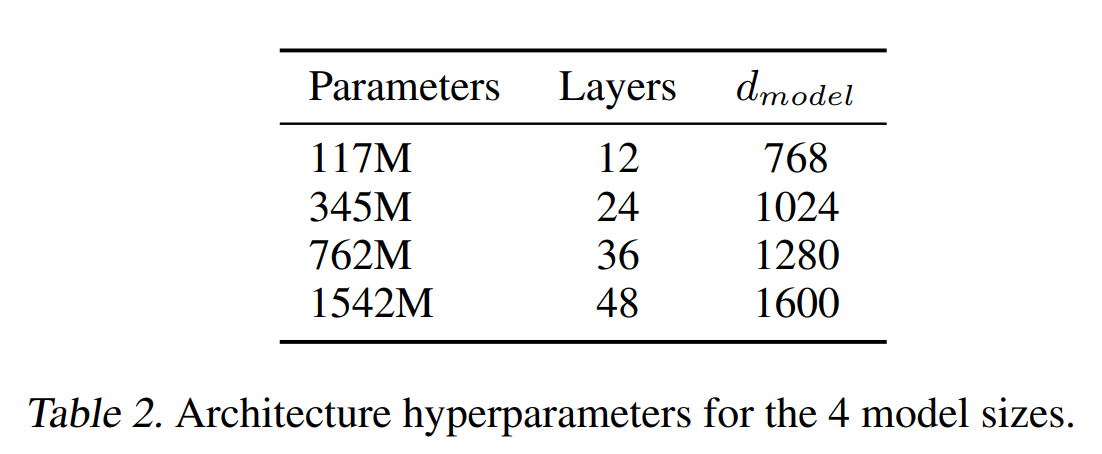 Parameters Layers d_model
117M 12 768
345M 24 1024
762M 36 1280
1542M 48 1600
Table 2. Architecture hyperparameters for the 4 model sizes.